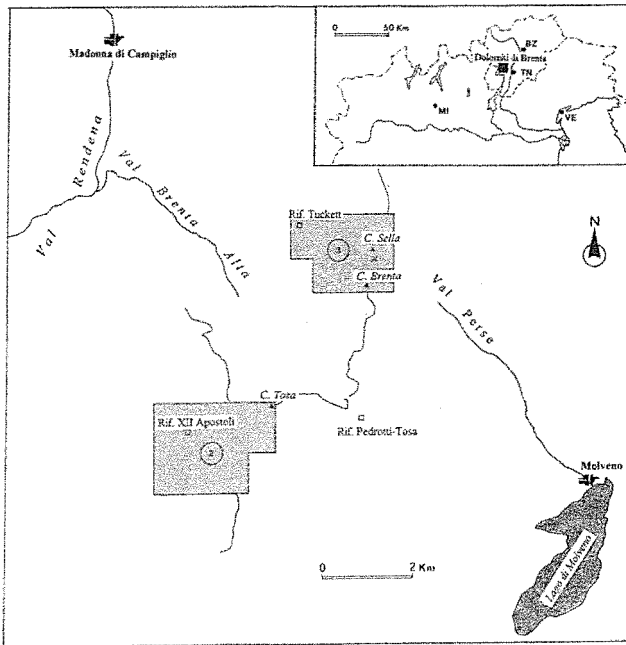 0 50 Km
BZ
Dolomiti di Brenta
TN
MI
VE
Madonna di Campiglio
Val Rendena
Val Brenta Alta
Rif. Tuckett
C. Sella
C. Brenta
N
Val Perse
C. Tosa
Rif. XII Apostoli
2
Rif. Pedrotti-Tosa
Molveno
0 2 Km
Lago di Molveno